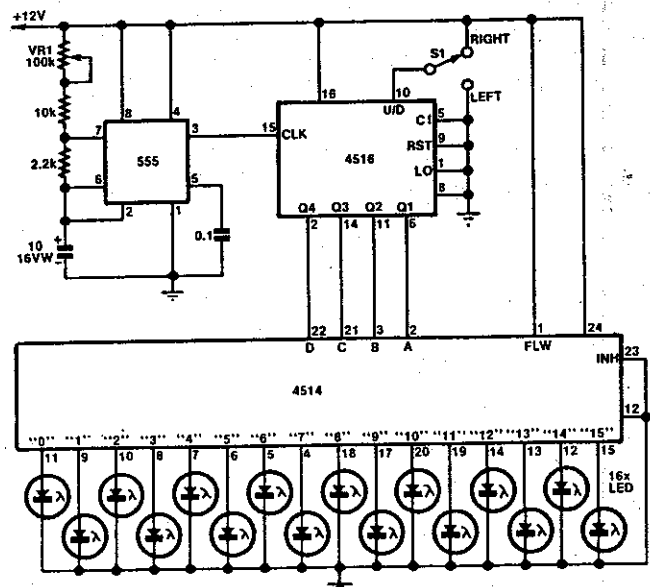 +12V
VR1
100k
10k
2.2k
10
16VW
+
-
8
4
7
3
555
6
5
2
1
0.1
16
10
U/D
S1
RIGHT
LEFT
15
CLK
4516
C1
5
RST
9
LO
1
8
Q4
Q3
Q2
Q1
2
14
11
6
22
21
3
2
1
24
D
C
B
A
FLW
INH
23
4514
12
"0" "1" "2" "3" "4" "5" "6" "7" "8" "9" "10" "11" "12" "13" "14" "15"
11 9 10 8 7 6 5 4 18 17 20 19 14 13 12 15
16x
LED
λ λ λ λ λ λ λ λ λ λ λ λ λ λ λ λ